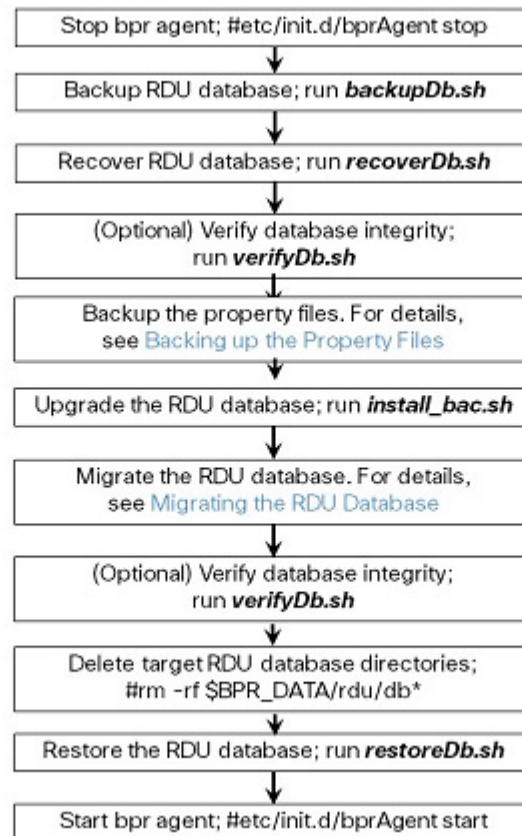 Stop bpr agent; #etc/init.d/bprAgent stop
Backup RDU database; run backupDb.sh
Recover RDU database; run recoverDb.sh
(Optional) Verify database integrity;
run verifyDb.sh
Backup the property files. For details,
see Backing up the Property Files
Upgrade the RDU database; run install_bac.sh
Migrate the RDU database. For details,
see Migrating the RDU Database
(Optional) Verify database integrity;
run verifyDb.sh
Delete target RDU database directories;
#rm -rf $BPR_DATA/rdu/db*
Restore the RDU database; run restoreDb.sh
Start bpr agent; #etc/init.d/bprAgent start